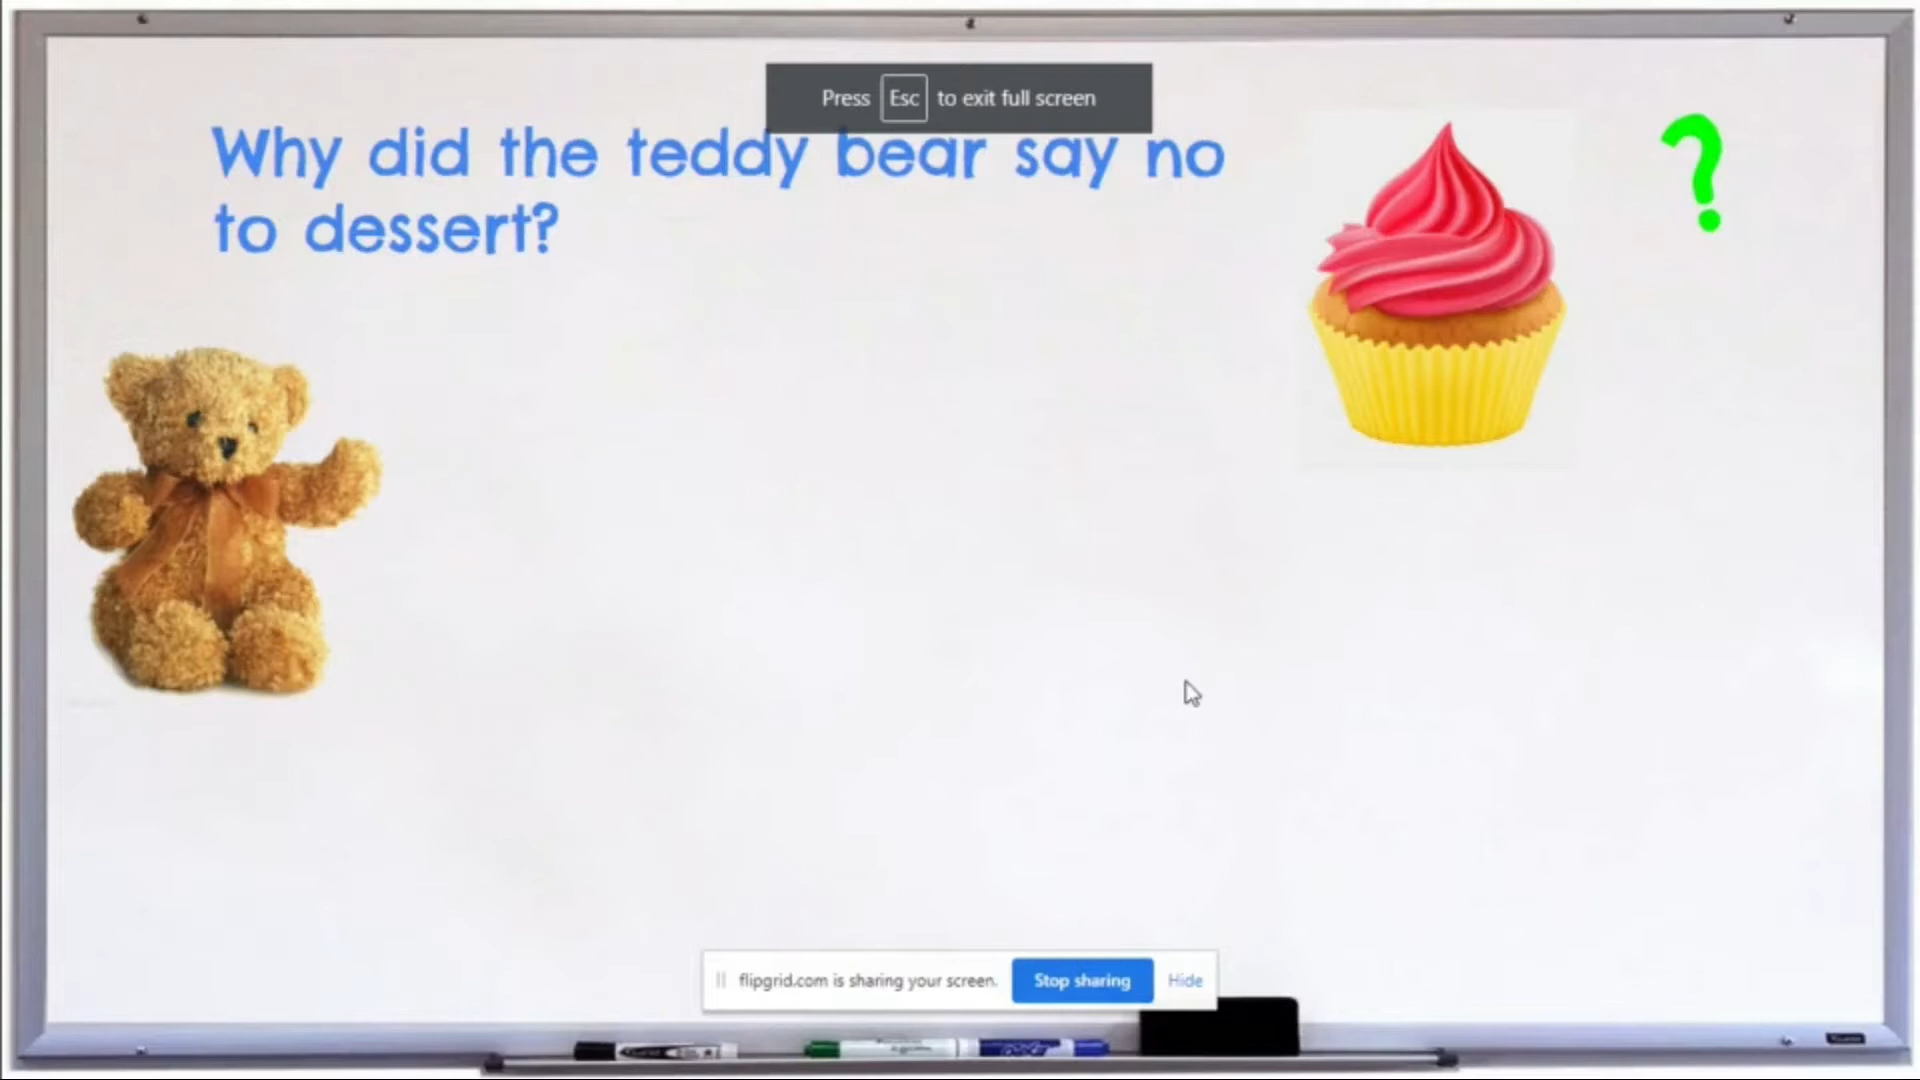 Press Esc to exit full screen
Why did the teddy bear say no
to dessert?
?
flipgrid.com is sharing your screen.
Stop sharing
Hide